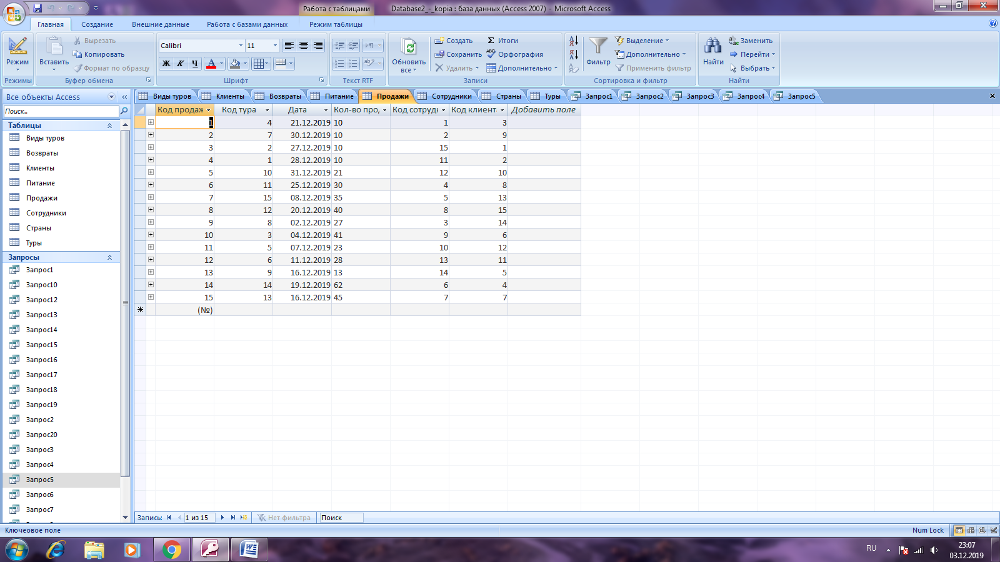 Работа с таблицами Database2_-_kopia : база данных (Access 2007) - Microsoft Access
Главная Создание Внешние данные Работа с базами данных Режим таблицы
Режим Вставить Вырезать Копировать Формат по образцу
Calibri 11
Ж К Ч А
Обновить все Создать Сохранить Удалить Итоги Орфография Дополнительно
Фильтр Выделение Дополнительно Применить фильтр
Найти Заменить Перейти Выбрать
Режимы Буфер обмена Шрифт Текст RTF Записи Сортировка и фильтр Найти
Все объекты Access
Поиск...
Таблицы
Виды туров
Возвраты
Клиенты
Питание
Продажи
Сотрудники
Страны
Туры
Запросы
Запрос1
Запрос10
Запрос12
Запрос13
Запрос14
Запрос15
Запрос16
Запрос17
Запрос18
Запрос19
Запрос2
Запрос20
Запрос3
Запрос4
Запрос5
Запрос6
Запрос7
Виды туров Клиенты Возвраты Питание Продажи Сотрудники Страны Туры Запрос1 Запрос2 Запрос3 Запрос4 Запрос5
Код продаж Код тура Дата Кол-во про Код сотруд Код клиента Добавить поле
1 4 21.12.2019 10 1 3
2 7 30.12.2019 10 2 9
3 2 27.12.2019 10 15 1
4 1 28.12.2019 10 11 2
5 10 31.12.2019 21 12 10
6 11 25.12.2019 30 4 8
7 15 08.12.2019 35 5 13
8 12 20.12.2019 40 8 15
9 8 02.12.2019 27 3 14
10 3 04.12.2019 41 9 6
11 5 07.12.2019 23 10 12
12 6 11.12.2019 28 13 11
13 9 16.12.2019 13 14 5
14 14 19.12.2019 62 6 4
15 13 16.12.2019 45 7 7
(№)
Запись: 1 из 15 Нет фильтра Поиск
Ключевое поле Num Lock
RU 23:07
03.12.2019